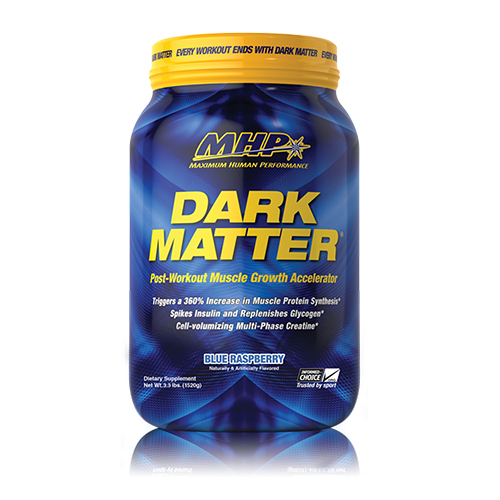 MATTER EVERY WORKOUT ENDS WITH DARK MATTER EVERY W
MHP
MAXIMUM HUMAN PERFORMANCE
DARK
MATTER®
Post-Workout Muscle Growth Accelerator
Triggers a 360% Increase in Muscle Protein Synthesis*
Spikes Insulin and Replenishes Glycogen*
Cell-volumizing Multi-Phase Creatine*
BLUE RASPBERRY
Naturally & Artificially Flavored
Dietary Supplement
Net Wt. 3.3 lbs. (1520g)
INFORMED-
CHOICE
Trusted by sport